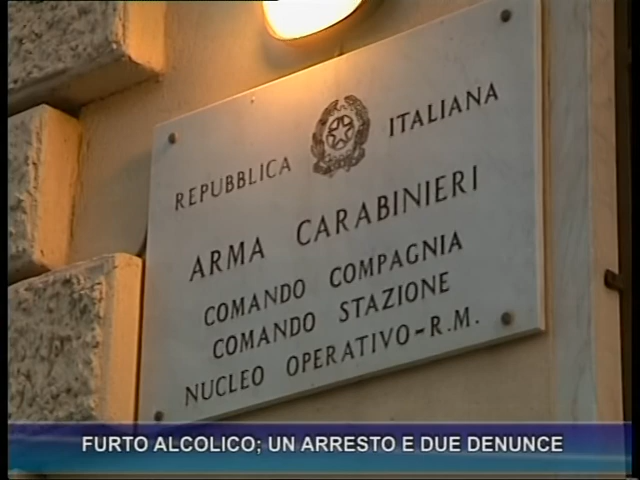 REPUBBLICA ITALIANA
ARMA CARABINIERI
COMANDO COMPAGNIA
COMANDO STAZIONE
NUCLEO OPERATIVO-R.M.
FURTO ALCOLICO; UN ARRESTO E DUE DENUNCE